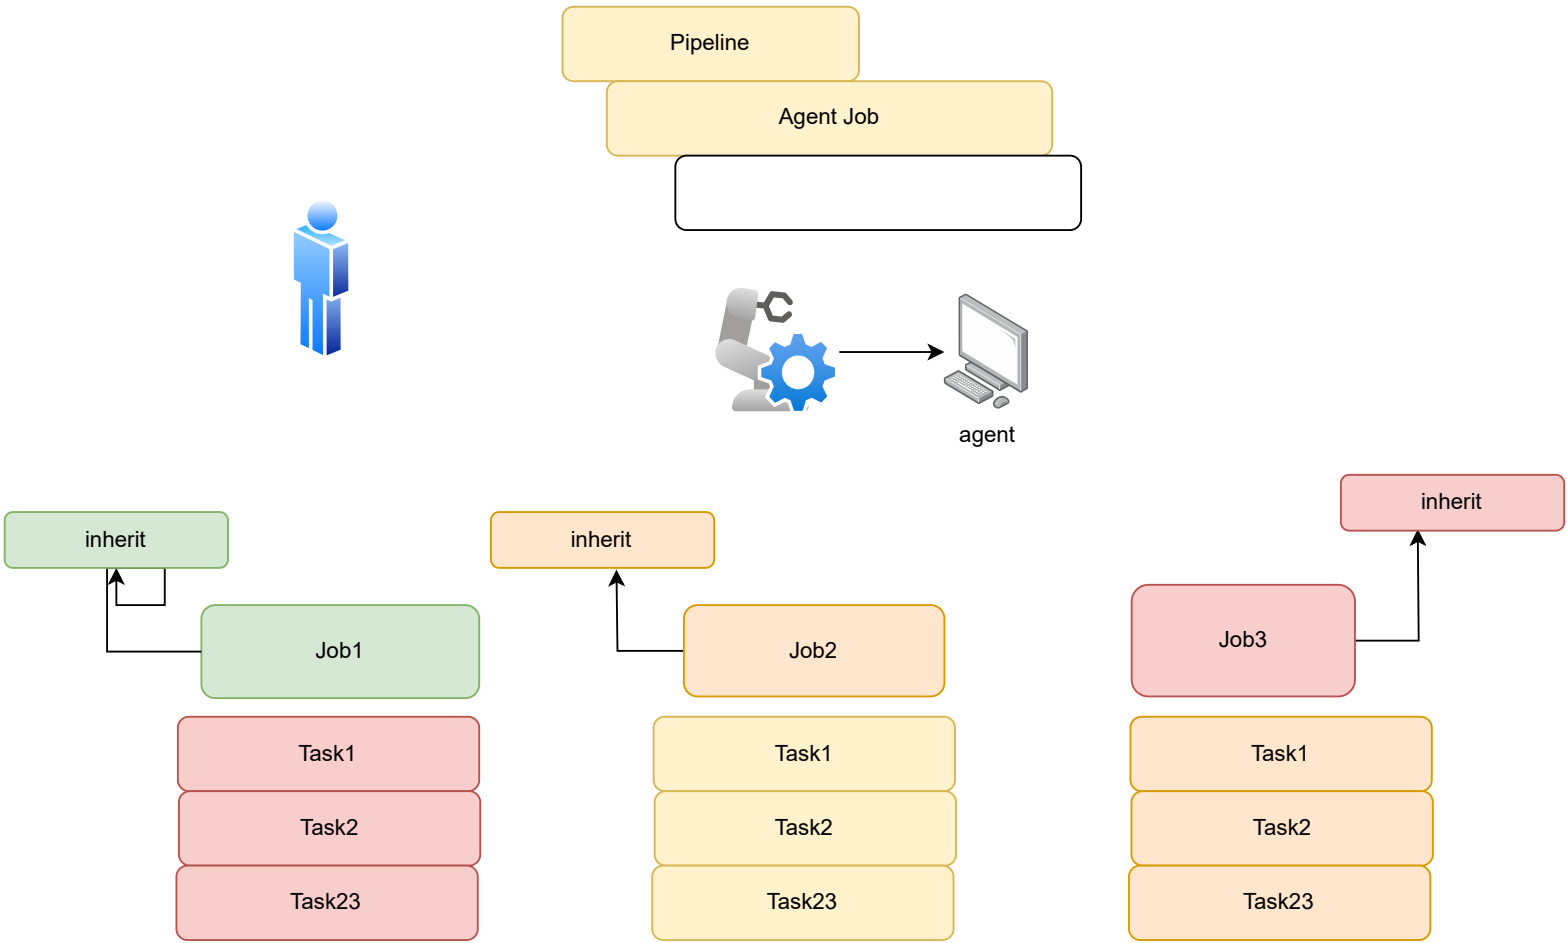 Pipeline
Agent Job
agent
inherit
inherit
inherit
Job1
Job2
Job3
Task1
Task1
Task1
Task2
Task2
Task2
Task23
Task23
Task23